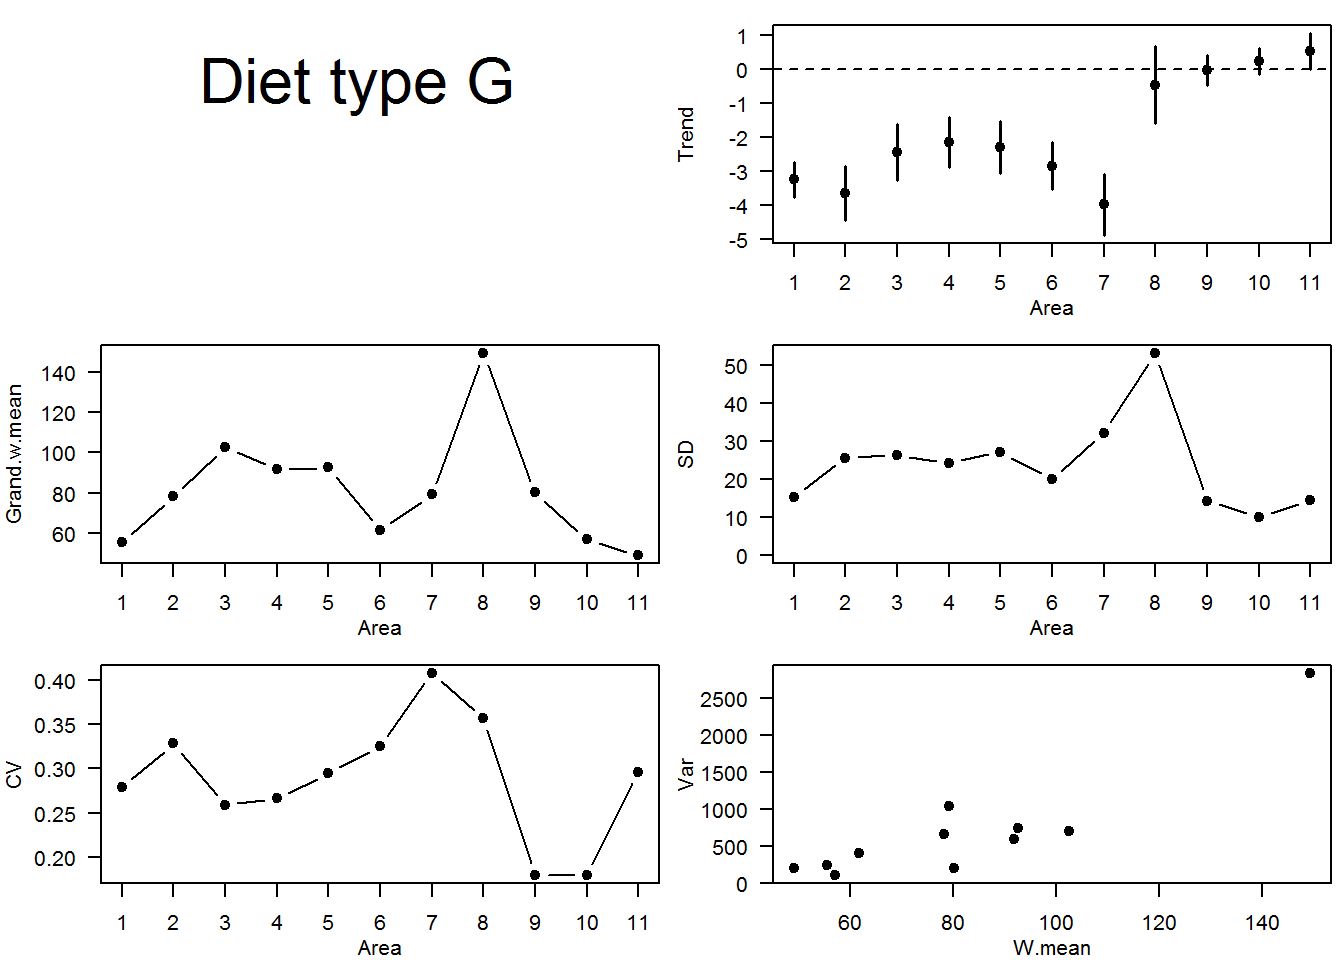 Diet type G
Trend
1
0
-1
-2
-3
-4
-5
1 2 3 4 5 6 7 8 9 10 11
Area
Grand.w.mean
140
120
100
80
60
1 2 3 4 5 6 7 8 9 10 11
Area
SD
50
40
30
20
10
0
1 2 3 4 5 6 7 8 9 10 11
Area
CV
0.40
0.35
0.30
0.25
0.20
1 2 3 4 5 6 7 8 9 10 11
Area
Var
2500
2000
1500
1000
500
0
60 80 100 120 140
W.mean